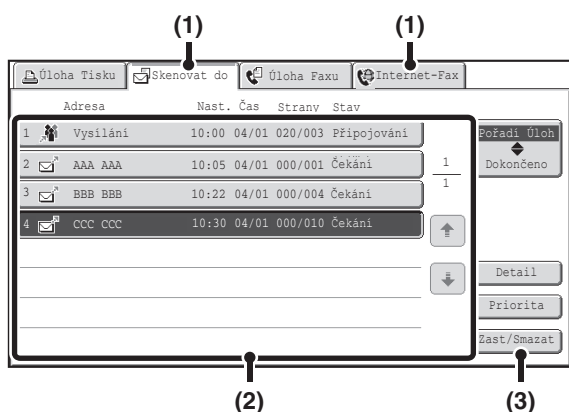 (1) (1)
Úloha Tisku Skenovat do Úloha Faxu Internet-Fax
Adresa Nast. Čas Strany Stav
1 Vysílání 10:00 04/01 020/003 Připojování
Pořadí Úloh
2 AAA AAA 10:05 04/01 000/001 Čekání
1
Dokončeno
3 BBB BBB 10:22 04/01 000/004 Čekání
1
4 CCC CCC 10:30 04/01 000/010 Čekání
Detail
Priorita
Zast/Smazat
(2) (3)